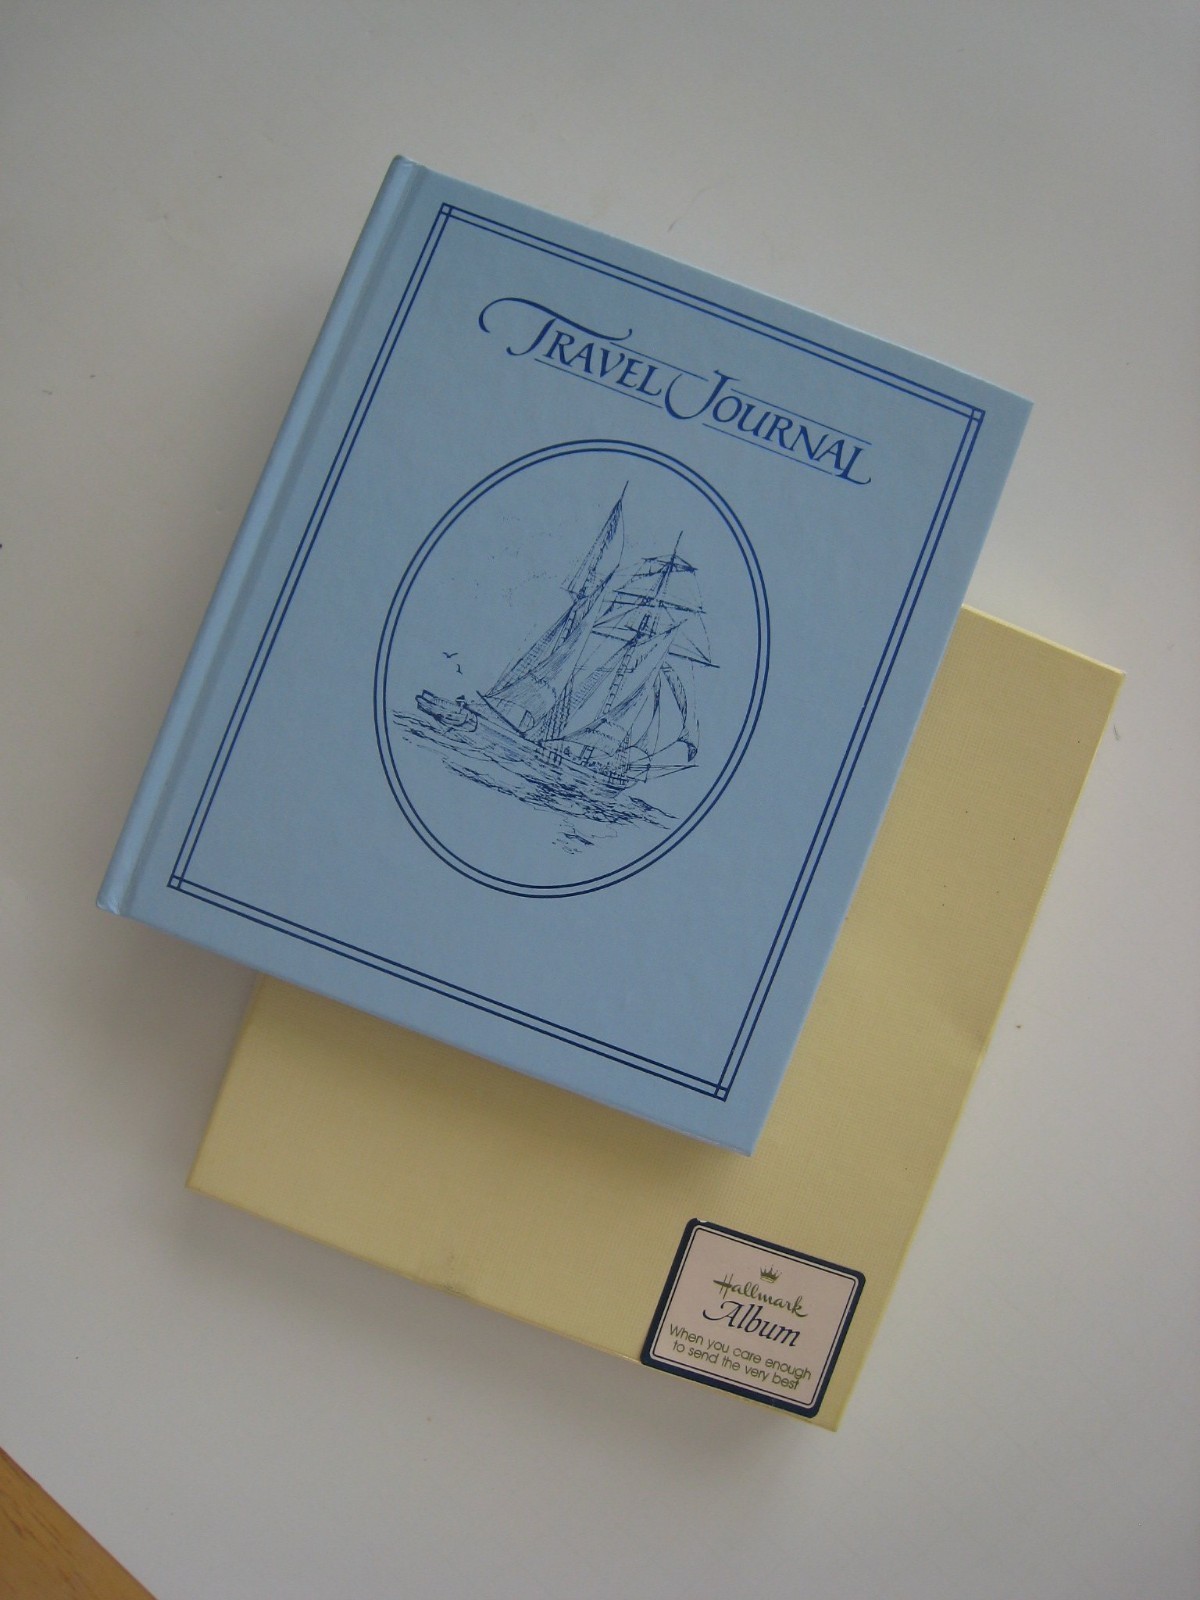 TRAVEL JOURNAL
Hallmark
Album
When you care enough
to send the very best